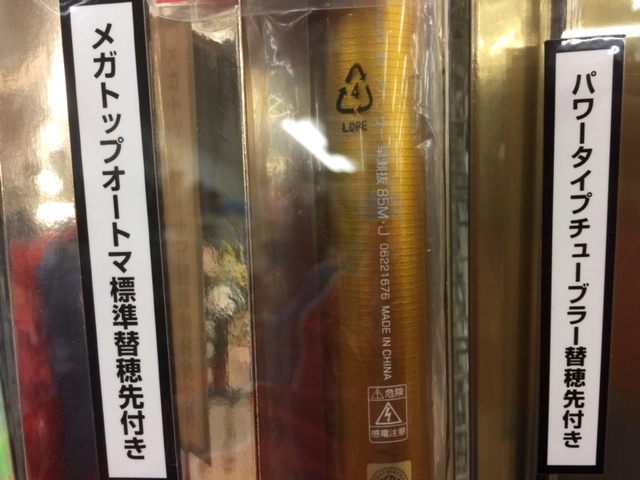 メガトップオートマ標準替穂先付き
4
LDPE
85M・J 06221676 MADE IN CHINA
危険
感電注意
パワータイプチューブラー替穂先付き